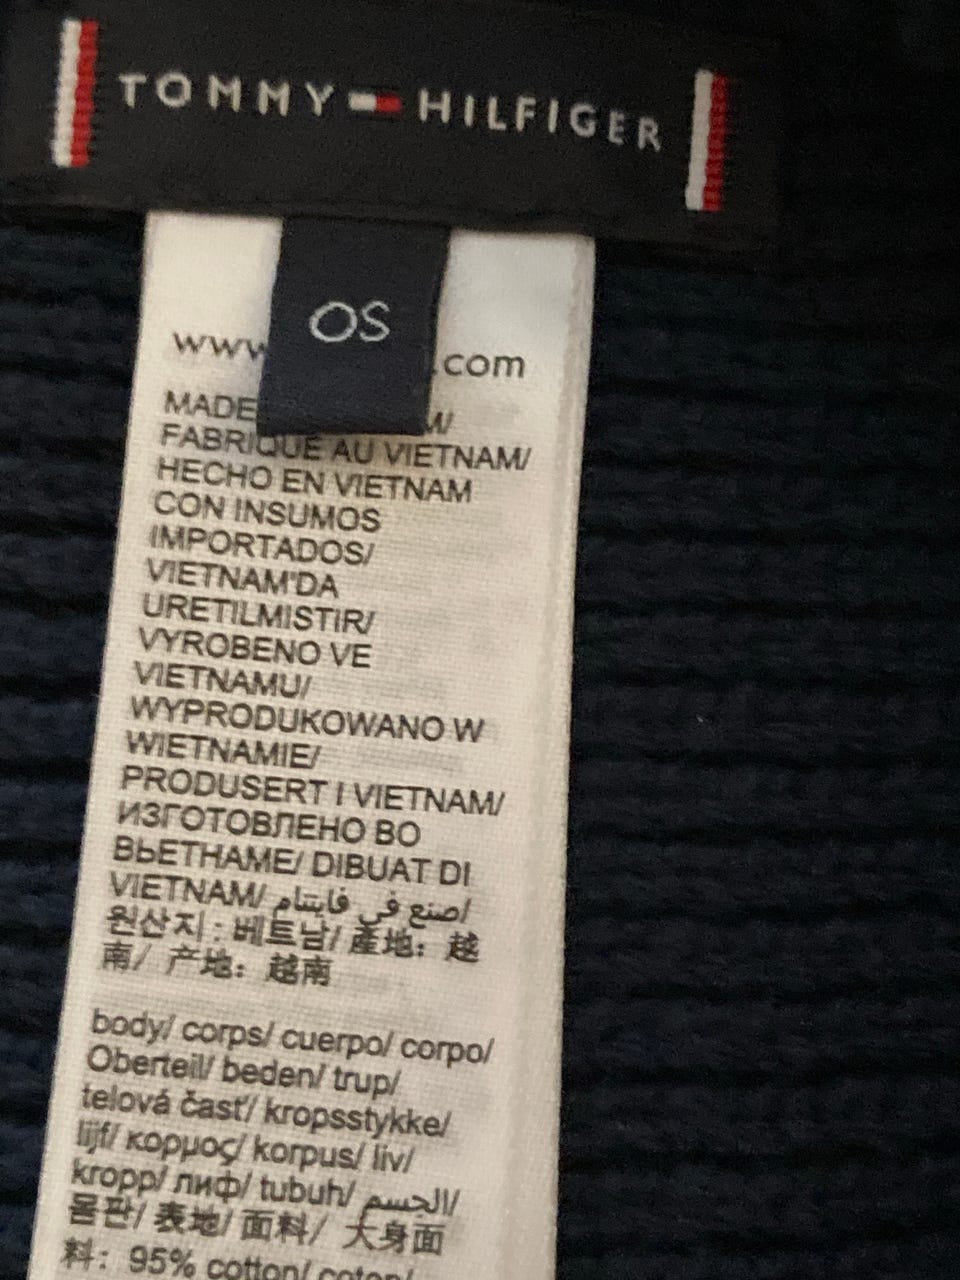 TOMMY HILFIGER
OS
www. .com
MADE M/
FABRIQUE AU VIETNAM/
HECHO EN VIETNAM
CON INSUMOS
IMPORTADOS/
VIETNAM'DA
URETILMISTIR/
VYROBENO VE
VIETNAMU/
WYPRODUKOWANO W
WIETNAMIE/
PRODUSERT I VIETNAM/
ИЗГОТОВЛЕНО ВО
ВЬЕТНАМЕ/ DIBUAT DI
VIETNAM/ صنع في فايتنام/
원산지 : 베트남/ 產地：越
南/ 产地：越南
body/ corps/ cuerpo/ corpo/
Oberteil/ beden/ trup/
telová časť/ kropsstykke/
lijf/ κορμος/ korpus/ liv/
kropp/ лиф/ tubuh/ الجسم/
몸판/ 表地/ 面料/ 大身面
料：95% cotton/ coton/